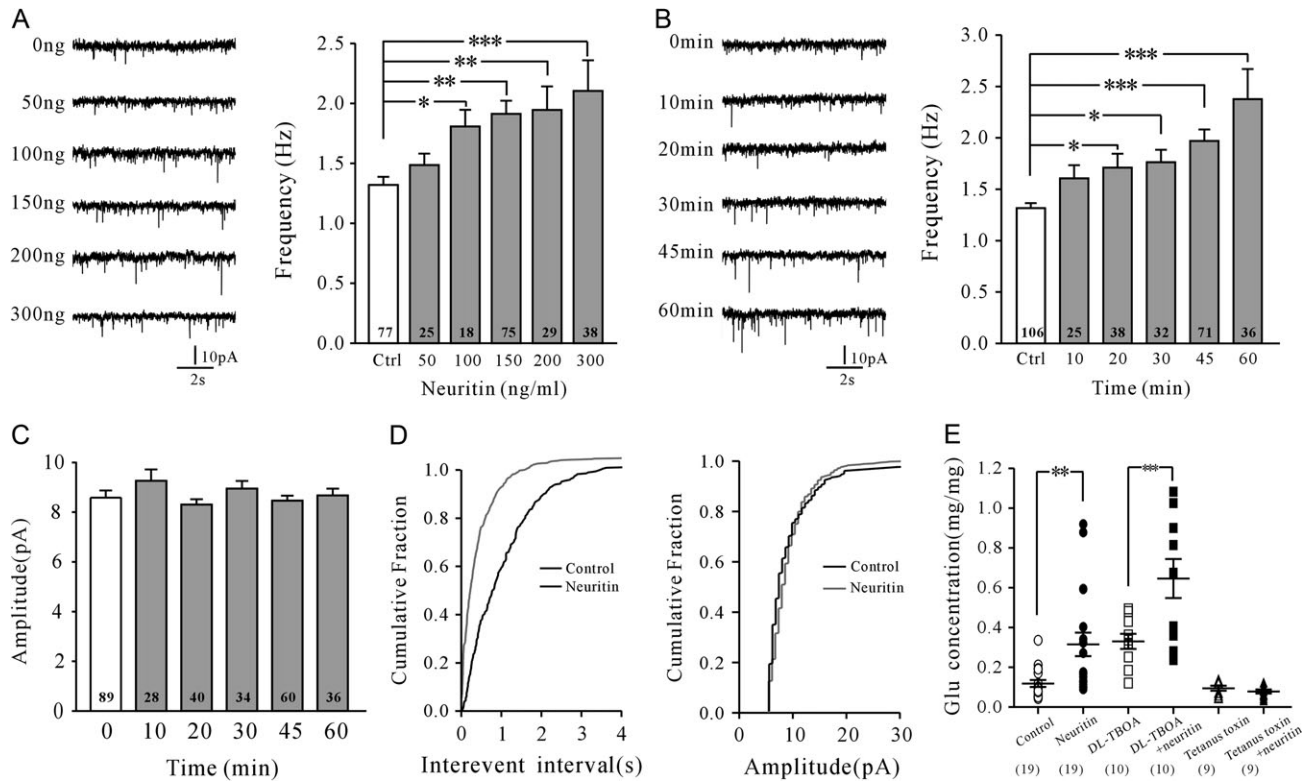 A
0ng
50ng
100ng
150ng
200ng
300ng
10pA
2s
Frequency (Hz)
2.5
2.0
1.5
1.0
0.5
0.0
***
**
**
*
77 25 18 75 29 38
Ctrl 50 100 150 200 300
Neuritin (ng/ml)
B
0min
10min
20min
30min
45min
60min
10pA
2s
Frequency (Hz)
3.0
2.5
2.0
1.5
1.0
0.5
0.0
***
***
*
*
106 25 38 32 71 36
Ctrl 10 20 30 45 60
Time (min)
C
Amplitude(pA)
10
8
6
4
2
0
89 28 40 34 60 36
0 10 20 30 45 60
Time (min)
D
Cumulative Fraction
1.0
0.8
0.6
0.4
0.2
0.0
Control
Neuritin
0 1 2 3 4
Interevent interval(s)
Cumulative Fraction
1.0
0.8
0.6
0.4
0.2
0.0
Control
Neuritin
0 10 20 30
Amplitude(pA)
E
Glu concentration(mg/mg)
1.2
1.0
0.8
0.6
0.4
0.2
0.0
**
***
Control
Neuritin
DL-TBOA
DL-TBOA
+neuritin
Tetanus toxin
Tetanus toxin
+neuritin
(19) (19) (10) (10) (9) (9)